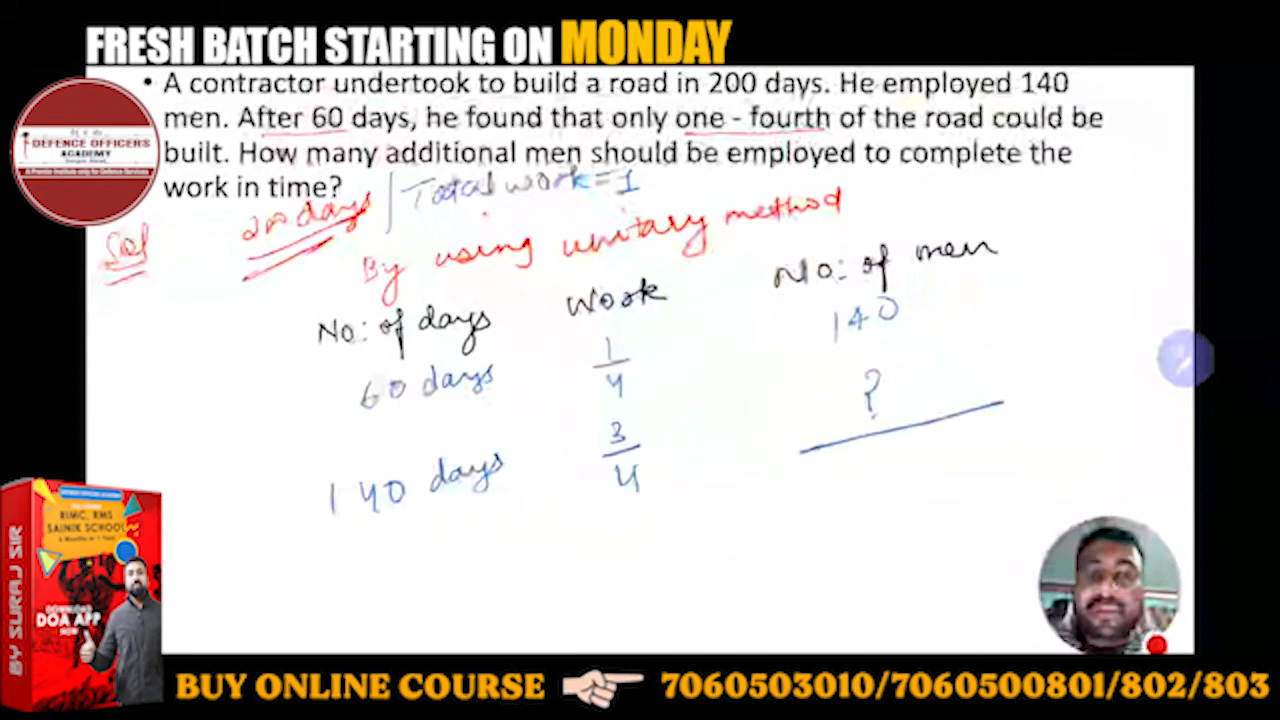 FRESH BATCH STARTING ON MONDAY
• A contractor undertook to build a road in 200 days. He employed 140
men. After 60 days, he found that only one - fourth of the road could be
built. How many additional men should be employed to complete the
work in time?
DEFENCE OFFICERS
ACADEMY
Total work = 1
Sol
days
By using unitary method
No: of days
Work
No: of men
60 days
1/4
140
140 days
3/4
?
RIMC, RMS
SAINIK SCHOOL
DOWNLOAD
DOA APP
NOW
BY SURAJ SIR
BUY ONLINE COURSE 7060503010/7060500801/802/803